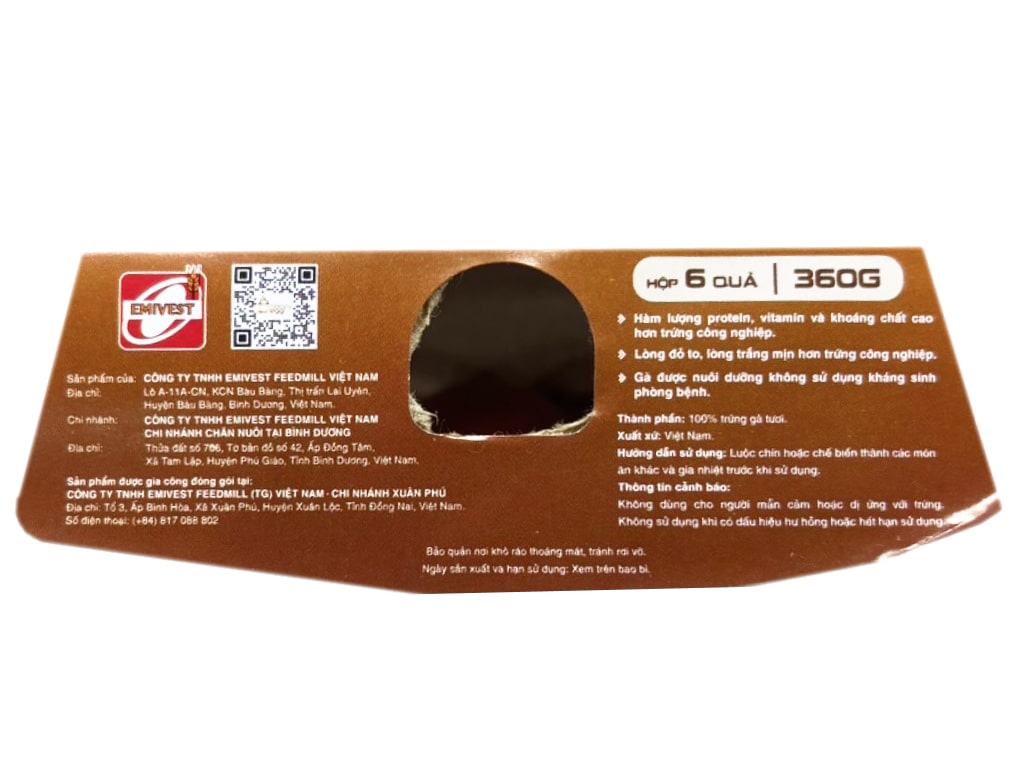 EMIVEST
Sản phẩm của: CÔNG TY TNHH EMIVEST FEEDMILL VIỆT NAM
Địa chỉ: Lô A-11A-CN, KCN Bàu Bàng, Thị trấn Lai Uyên,
Huyện Bàu Bàng, Bình Dương, Việt Nam.
Chi nhánh: CÔNG TY TNHH EMIVEST FEEDMILL VIỆT NAM
CHI NHÁNH CHĂN NUÔI TẠI BÌNH DƯƠNG
Địa chỉ: Thửa đất số 706, Tờ bản đồ số 42, Ấp Đồng Tâm,
Xã Tam Lập, Huyện Phú Giáo, Tỉnh Bình Dương, Việt Nam.
Sản phẩm được gia công đóng gói tại:
CÔNG TY TNHH EMIVEST FEEDMILL (TG) VIỆT NAM - CHI NHÁNH XUÂN PHÚ
Địa chỉ: Tổ 3, Ấp Bình Hòa, Xã Xuân Phú, Huyện Xuân Lộc, Tỉnh Đồng Nai, Việt Nam.
Số điện thoại: (+84) 817 088 802
HỘP 6 QUẢ | 360G
Hàm lượng protein, vitamin và khoáng chất cao
hơn trứng công nghiệp.
Lòng đỏ to, lòng trắng mịn hơn trứng công nghiệp.
Gà được nuôi dưỡng không sử dụng kháng sinh
phòng bệnh.
Thành phần: 100% trứng gà tươi.
Xuất xứ: Việt Nam.
Hướng dẫn sử dụng: Luộc chín hoặc chế biến thành các món
ăn khác và gia nhiệt trước khi sử dụng.
Thông tin cảnh báo:
Không dùng cho người mẫn cảm hoặc dị ứng với trứng.
Không sử dụng khi có dấu hiệu hư hỏng hoặc hết hạn sử dụng
Bảo quản nơi khô ráo thoáng mát, tránh rơi vỡ.
Ngày sản xuất và hạn sử dụng: Xem trên bao bì.